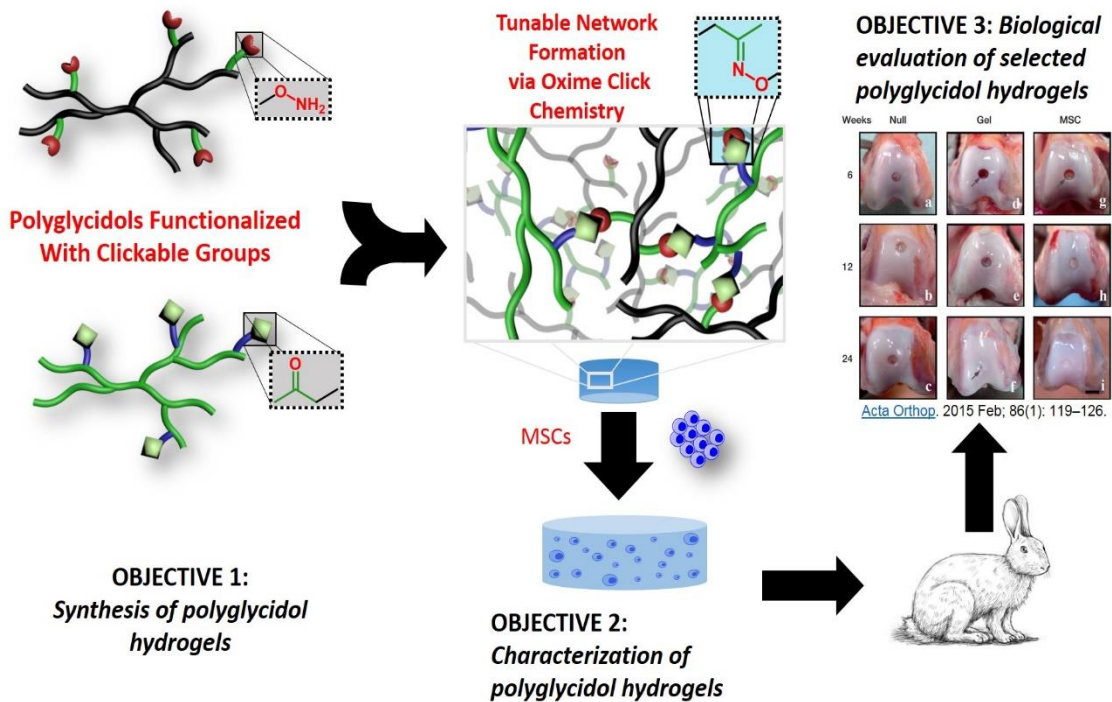 Polyglycidols Functionalized
With Clickable Groups
O
NH2
O
OBJECTIVE 1:
Synthesis of polyglycidol
hydrogels
Tunable Network
Formation
via Oxime Click
Chemistry
N
O
MSCs
OBJECTIVE 2:
Characterization of
polyglycidol hydrogels
OBJECTIVE 3: Biological
evaluation of selected
polyglycidol hydrogels
Weeks Null Gel MSC
6 a d g
12 b e h
24 c f i
Acta Orthop. 2015 Feb; 86(1): 119–126.